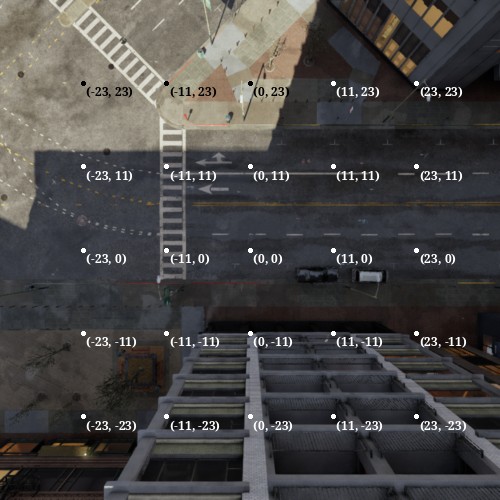 (-23, 23) (-11, 23) (0, 23) (11, 23) (23, 23)
(-23, 11) (-11, 11) (0, 11) (11, 11) (23, 11)
(-23, 0) (-11, 0) (0, 0) (11, 0) (23, 0)
(-23, -11) (-11, -11) (0, -11) (11, -11) (23, -11)
(-23, -23) (-11, -23) (0, -23) (11, -23) (23, -23)